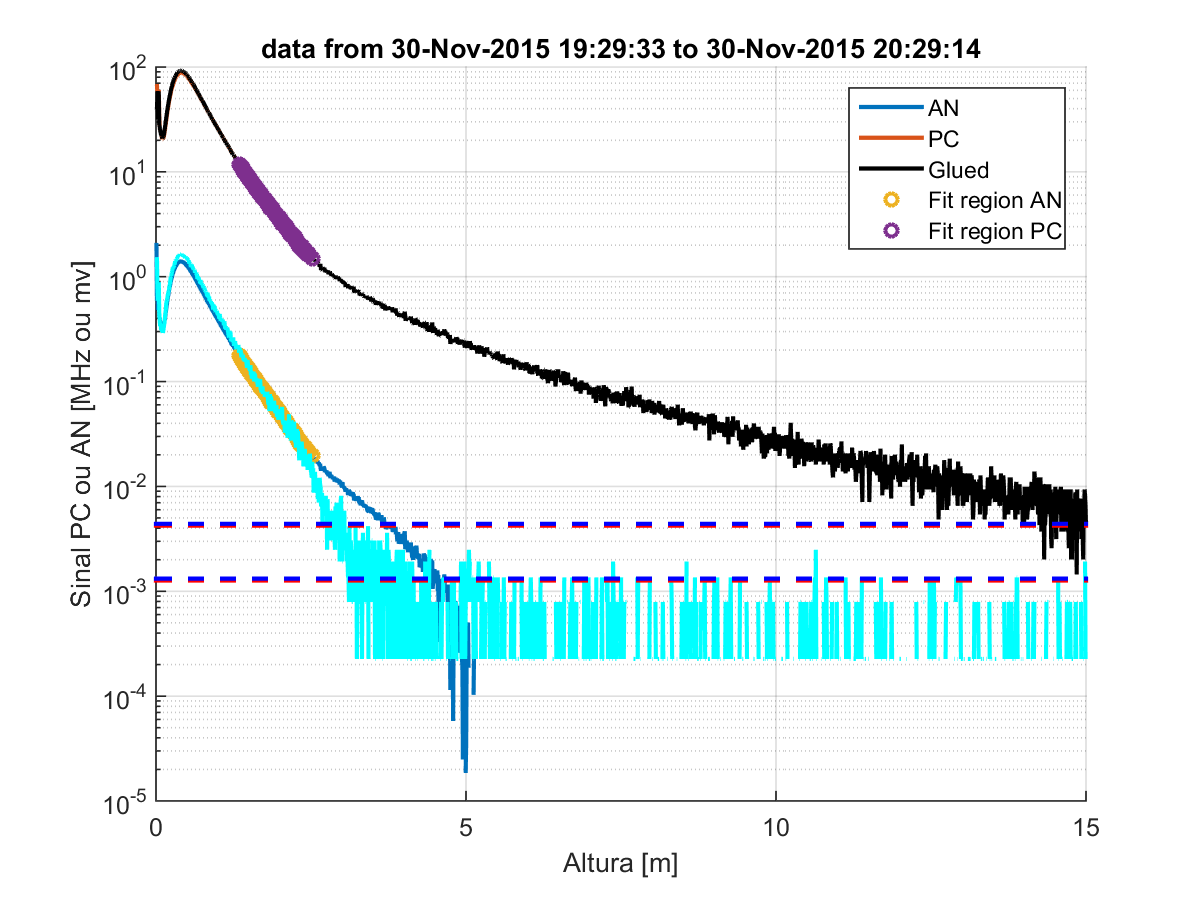 data from 30-Nov-2015 19:29:33 to 30-Nov-2015 20:29:14
AN
PC
Glued
Fit region AN
Fit region PC
Sinal PC ou AN [MHz ou mv]
10^2
10^1
10^0
10^-1
10^-2
10^-3
10^-4
10^-5
0 5 10 15
Altura [m]